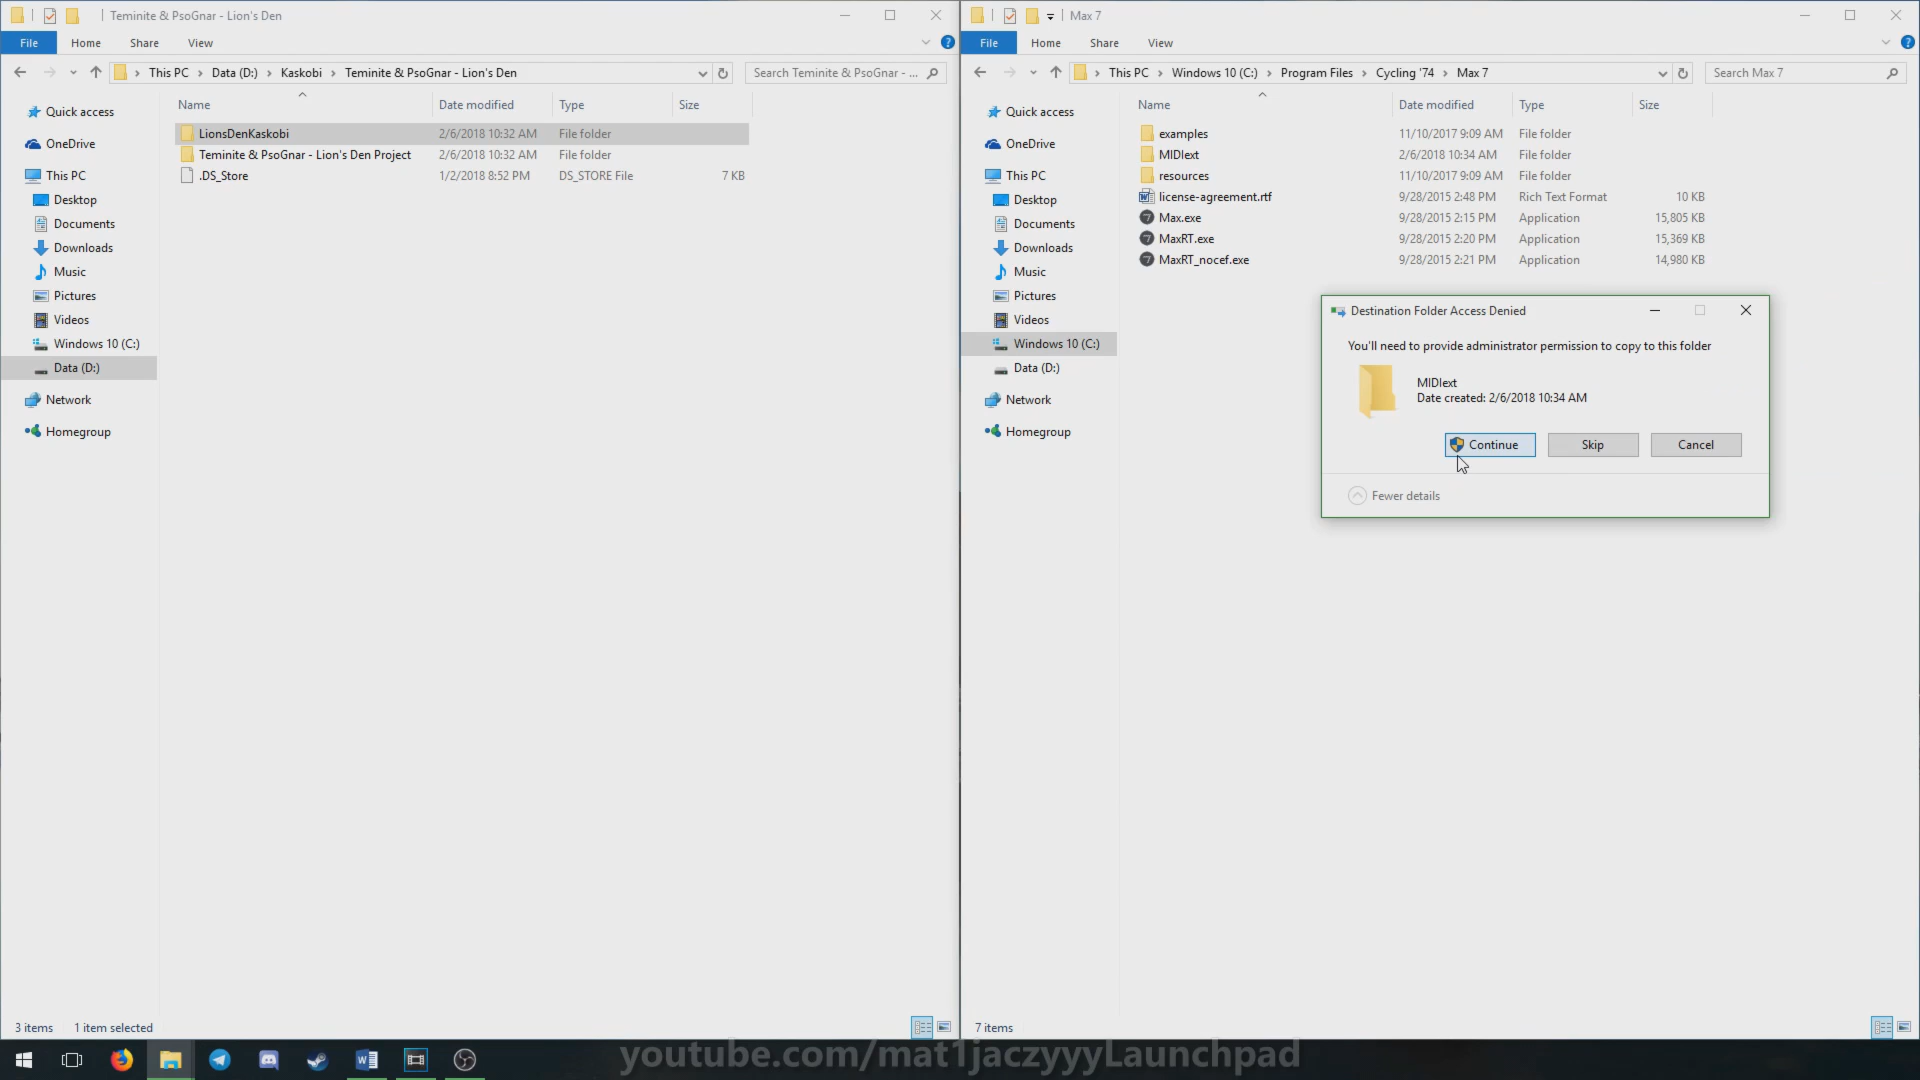 Teminite & PsoGnar - Lion's Den
File Home Share View
This PC Data (D:) Kaskobi Teminite & PsoGnar - Lion's Den
Search Teminite & PsoGnar - ...
Name Date modified Type Size
Quick access
OneDrive
This PC
Desktop
Documents
Downloads
Music
Pictures
Videos
Windows 10 (C:)
Data (D:)
Network
Homegroup
LionsDenKaskobi 2/6/2018 10:32 AM File folder
Teminite & PsoGnar - Lion's Den Project 2/6/2018 10:32 AM File folder
.DS_Store 1/2/2018 8:52 PM DS_STORE File 7 KB
3 items 1 item selected
Max 7
File Home Share View
This PC Windows 10 (C:) Program Files Cycling '74 Max 7
Search Max 7
Name Date modified Type Size
Quick access
OneDrive
This PC
Desktop
Documents
Downloads
Music
Pictures
Videos
Windows 10 (C:)
Data (D:)
Network
Homegroup
examples 11/10/2017 9:09 AM File folder
MIDIext 2/6/2018 10:34 AM File folder
resources 11/10/2017 9:09 AM File folder
license-agreement.rtf 9/28/2015 2:48 PM Rich Text Format 10 KB
Max.exe 9/28/2015 2:15 PM Application 15,805 KB
MaxRT.exe 9/28/2015 2:20 PM Application 15,369 KB
MaxRT_nocef.exe 9/28/2015 2:21 PM Application 14,980 KB
Destination Folder Access Denied
You'll need to provide administrator permission to copy to this folder
MIDIext
Date created: 2/6/2018 10:34 AM
Continue Skip Cancel
Fewer details
7 items
youtube.com/mat1jaczyyyLaunchpad